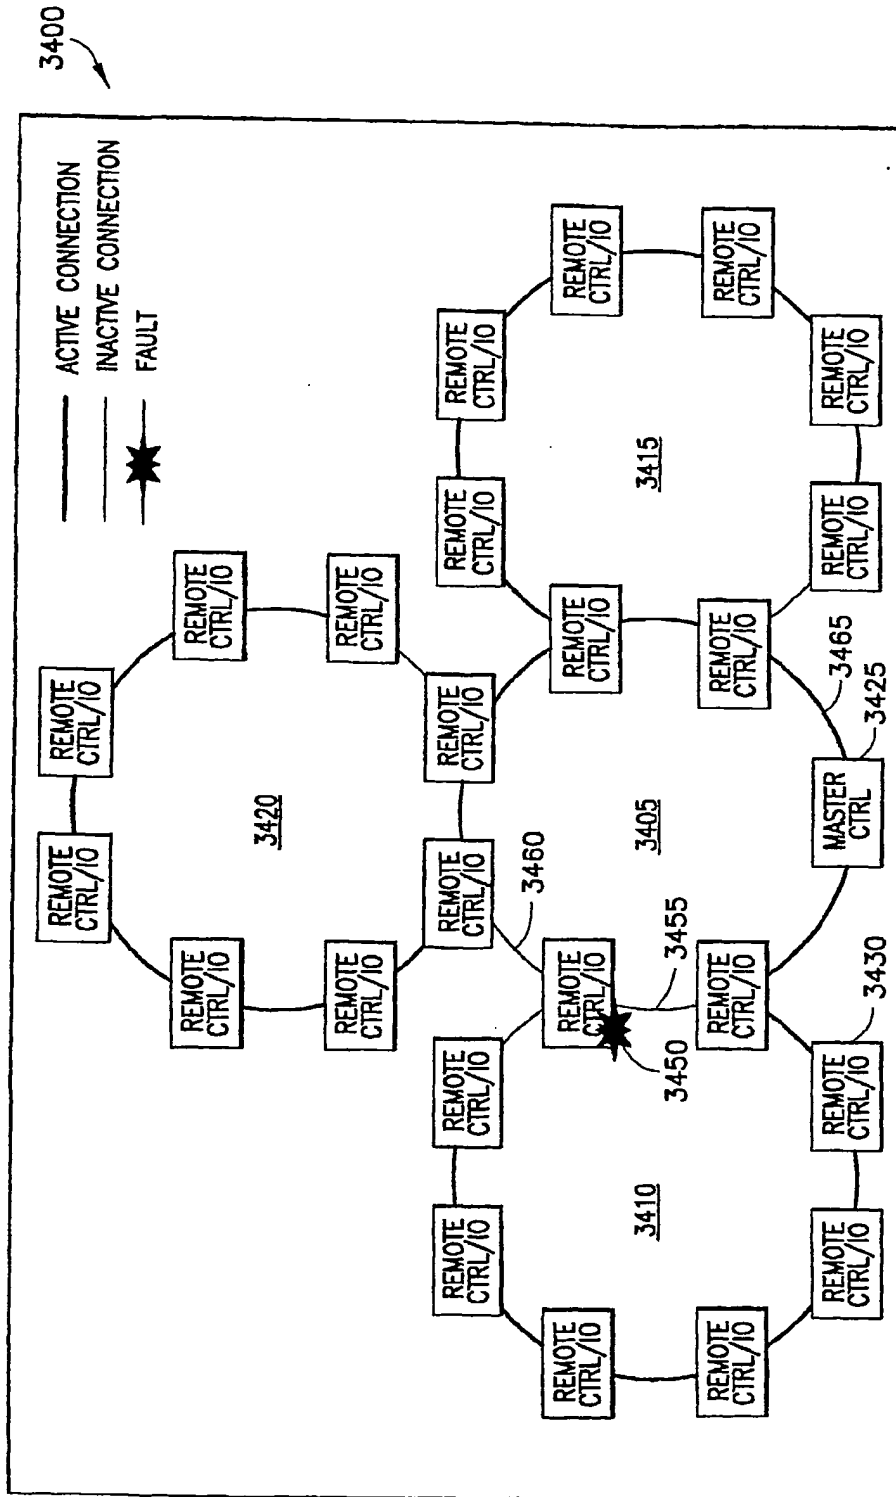 3400
ACTIVE CONNECTION
INACTIVE CONNECTION
FAULT
REMOTE
CTRL/IO
REMOTE
CTRL/IO
REMOTE
CTRL/IO
REMOTE
CTRL/IO
3420
REMOTE
CTRL/IO
REMOTE
CTRL/IO
REMOTE
CTRL/IO
REMOTE
CTRL/IO
REMOTE
CTRL/IO
REMOTE
CTRL/IO
REMOTE
CTRL/IO
REMOTE
CTRL/IO
3460
REMOTE
CTRL/IO
REMOTE
CTRL/IO
REMOTE
CTRL/IO
REMOTE
CTRL/IO
3410
3450
3455
3405
3415
REMOTE
CTRL/IO
REMOTE
CTRL/IO
REMOTE
CTRL/IO
REMOTE
CTRL/IO
REMOTE
CTRL/IO
REMOTE
CTRL/IO
3430
MASTER
CTRL
3425
3465
REMOTE
CTRL/IO
REMOTE
CTRL/IO